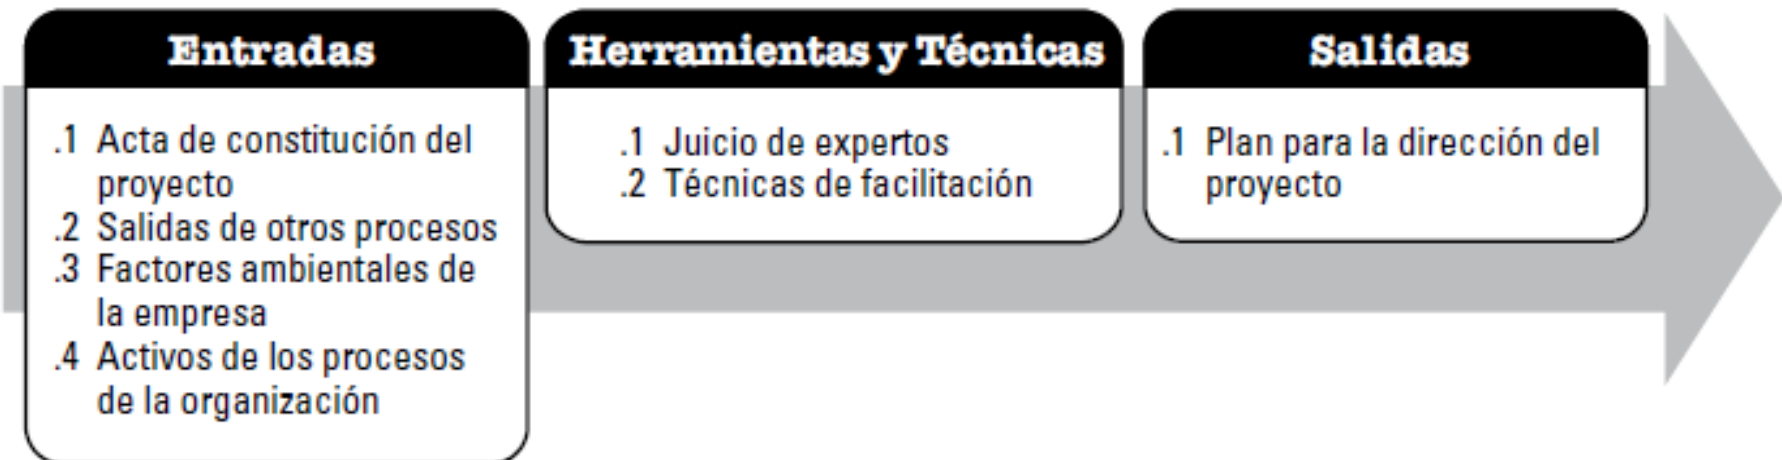 Entradas
.1 Acta de constitución del
proyecto
.2 Salidas de otros procesos
.3 Factores ambientales de
la empresa
.4 Activos de los procesos
de la organización
Herramientas y Técnicas
.1 Juicio de expertos
.2 Técnicas de facilitación
Salidas
.1 Plan para la dirección del
proyecto